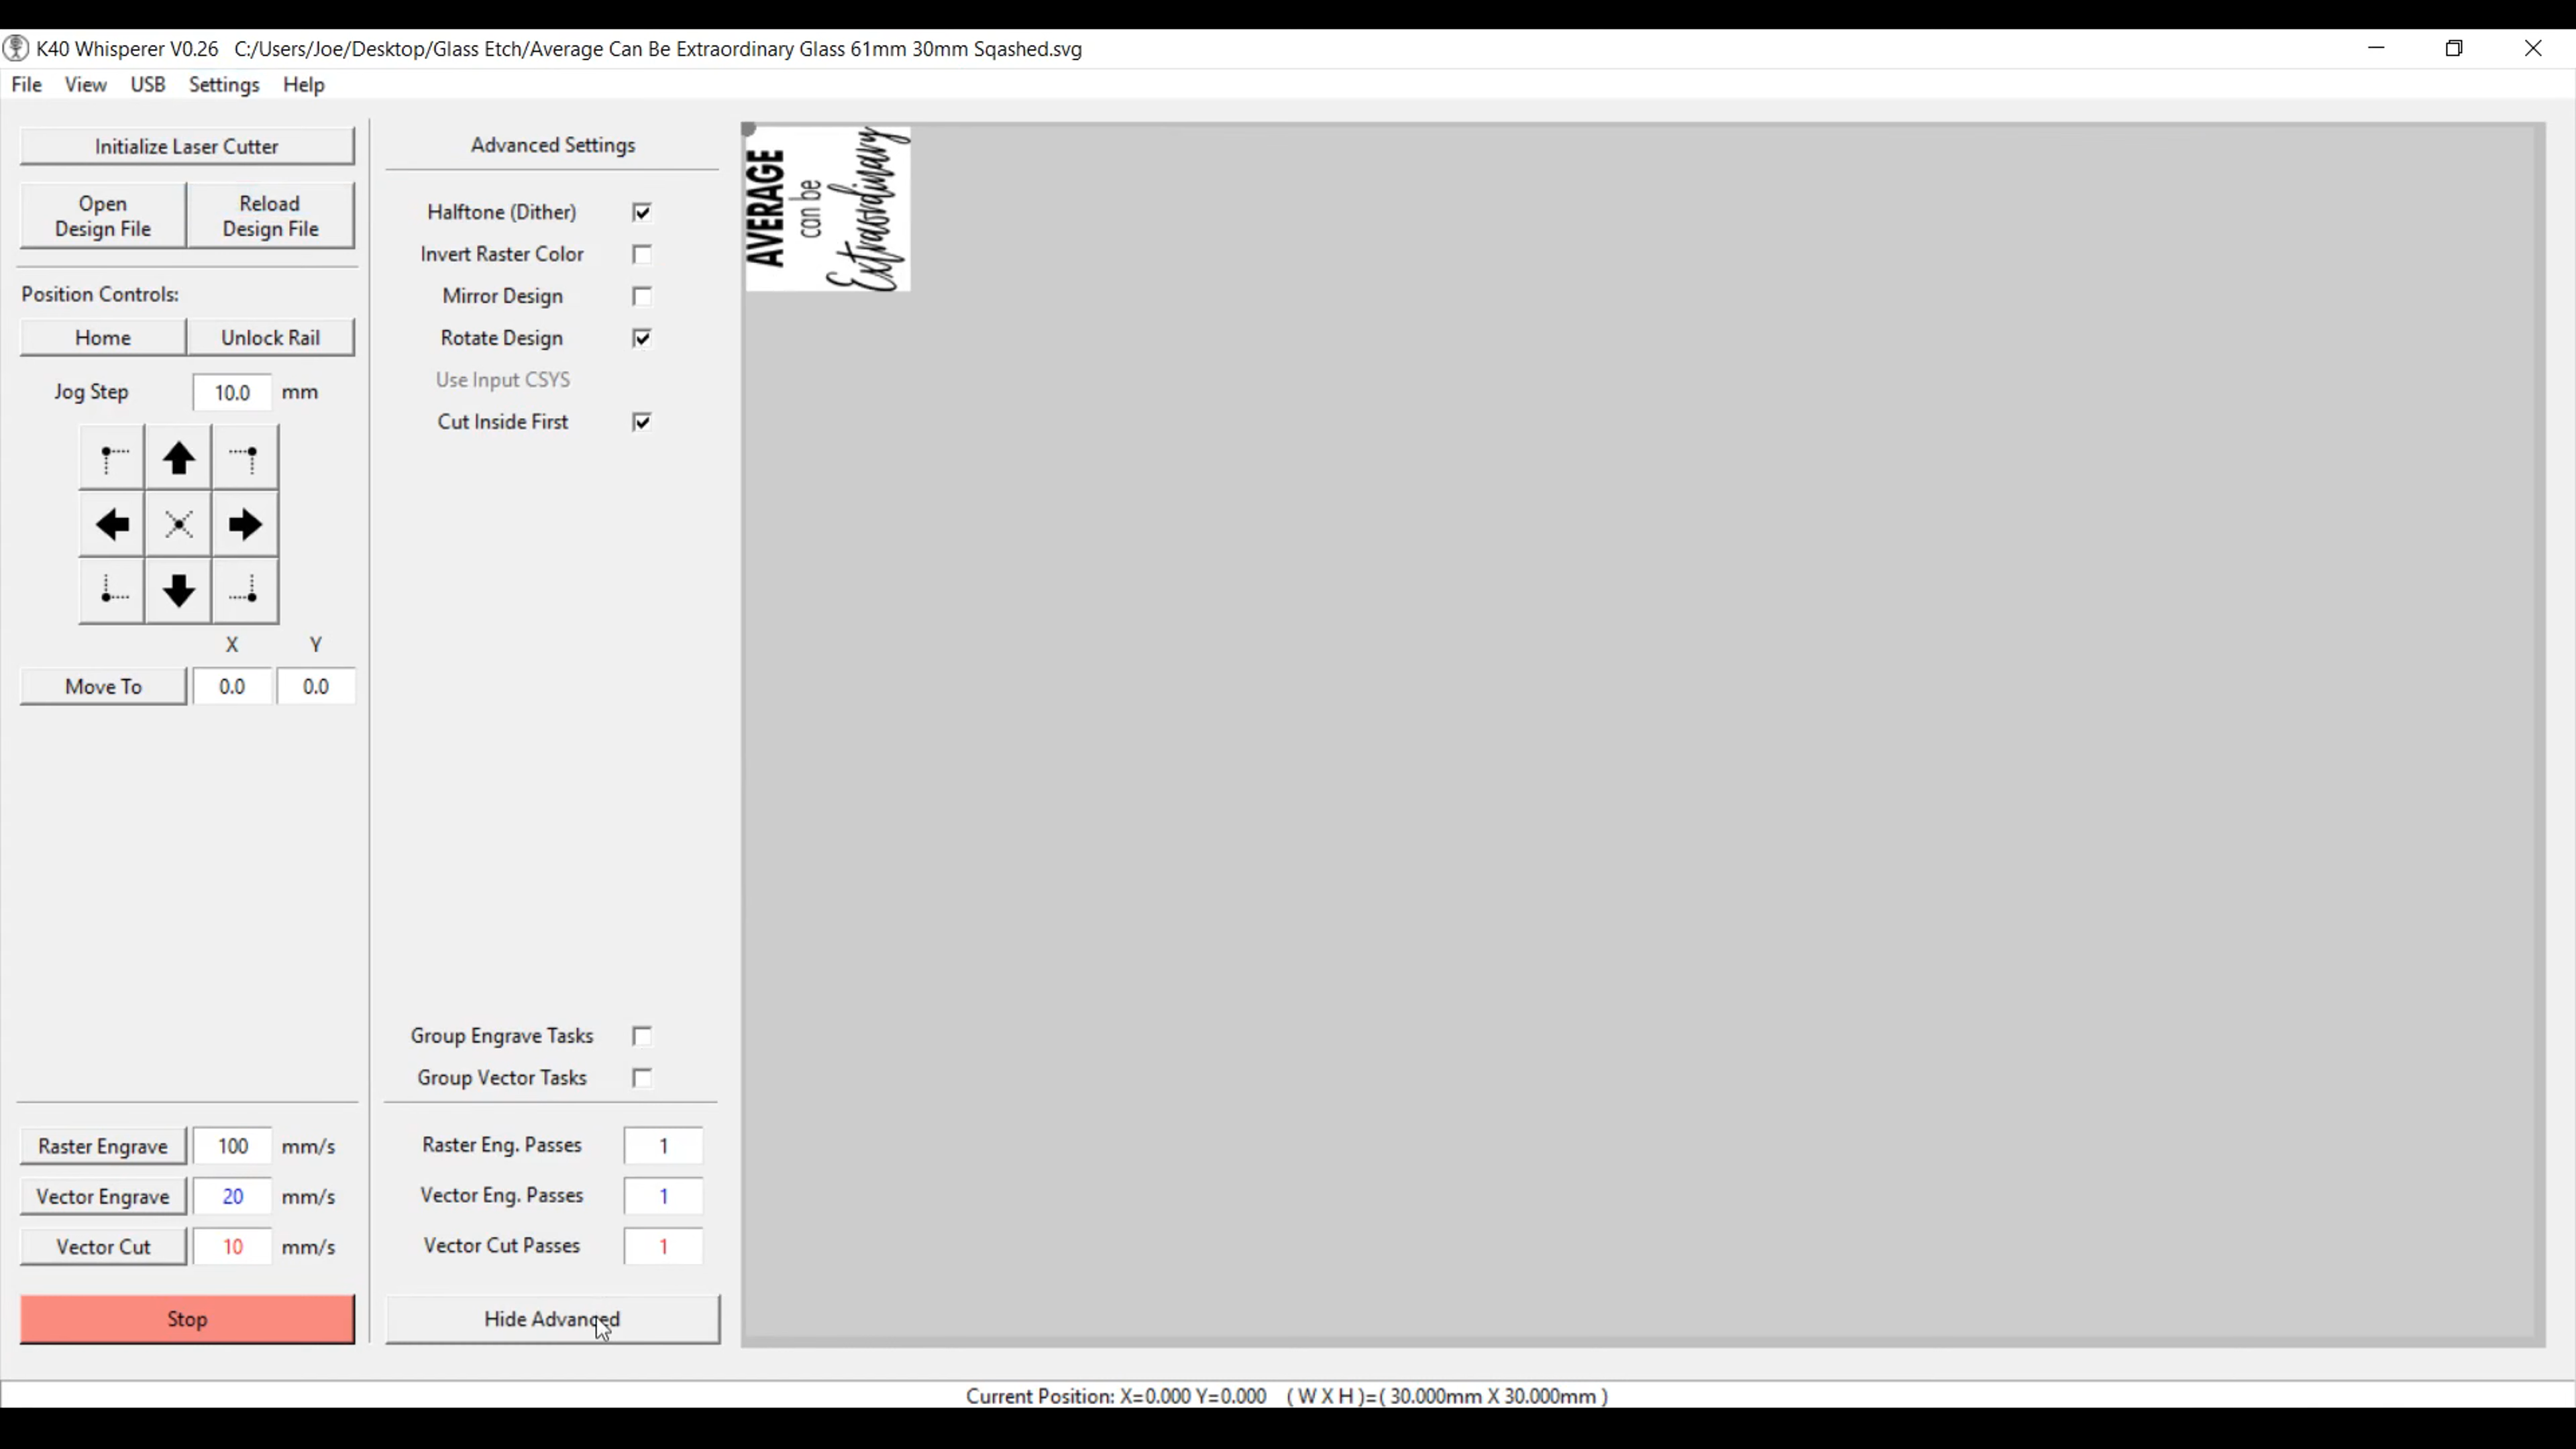 K40 Whisperer V0.26 C:/Users/Joe/Desktop/Glass Etch/Average Can Be Extraordinary Glass 61mm 30mm Sqashed.svg
File View USB Settings Help
Initialize Laser Cutter
Open
Design File
Reload
Design File
Position Controls:
Home
Unlock Rail
Jog Step 10.0 mm
X Y
Move To 0.0 0.0
Raster Engrave 100 mm/s
Vector Engrave 20 mm/s
Vector Cut 10 mm/s
Stop
Advanced Settings
Halftone (Dither)
Invert Raster Color
Mirror Design
Rotate Design
Use Input CSYS
Cut Inside First
Group Engrave Tasks
Group Vector Tasks
Raster Eng. Passes 1
Vector Eng. Passes 1
Vector Cut Passes 1
Hide Advanced
AVERAGE
can be
Extraordinary
Current Position: X=0.000 Y=0.000 ( W X H )=( 30.000mm X 30.000mm )